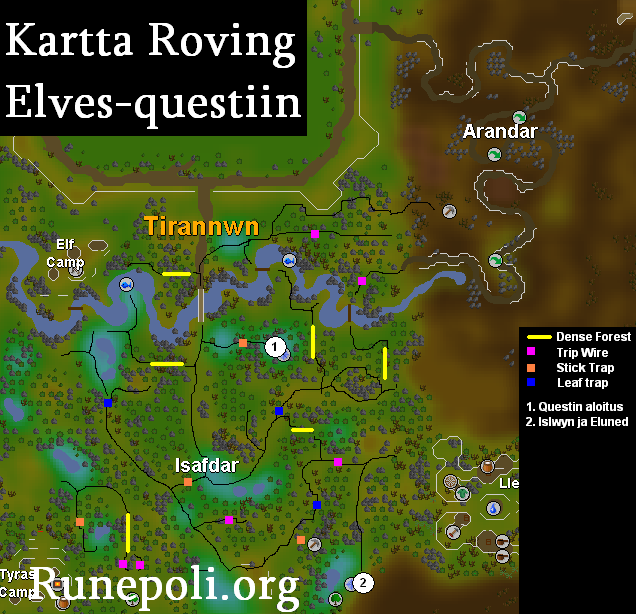 Kartta Roving
Elves-questiin
Arandar
Tirannwn
Elf
Camp
Dense Forest
Trip Wire
Stick Trap
Leaf trap
1
1. Questin aloitus
2. Islwyn ja Eluned
Isafdar
Lle
Tyras
Camp
Runepoli.org
2